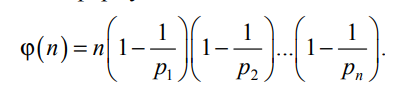 φ(n) = n(1 − 1/p₁)(1 − 1/p₂)...(1 − 1/pₙ).